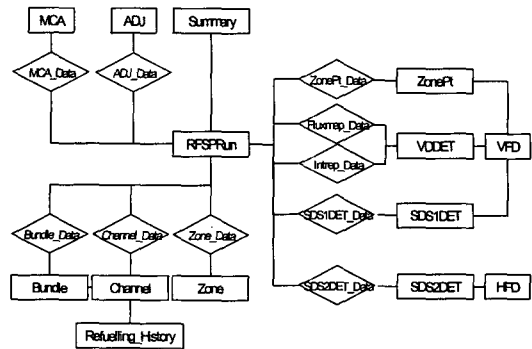 MCA
ADJ
Summary
MCA_Data
ADJ_Data
ZonePt_Data
ZonePt
Fluxmap_Data
RFSPRun
VDDET
VFD
Intrep_Data
SDS1DET_Data
SDS1DET
Bundle_Data
Channel_Data
Zone_Data
SDS2DET_Data
SDS2DET
HFD
Bundle
Channel
Zone
Refuelling_History